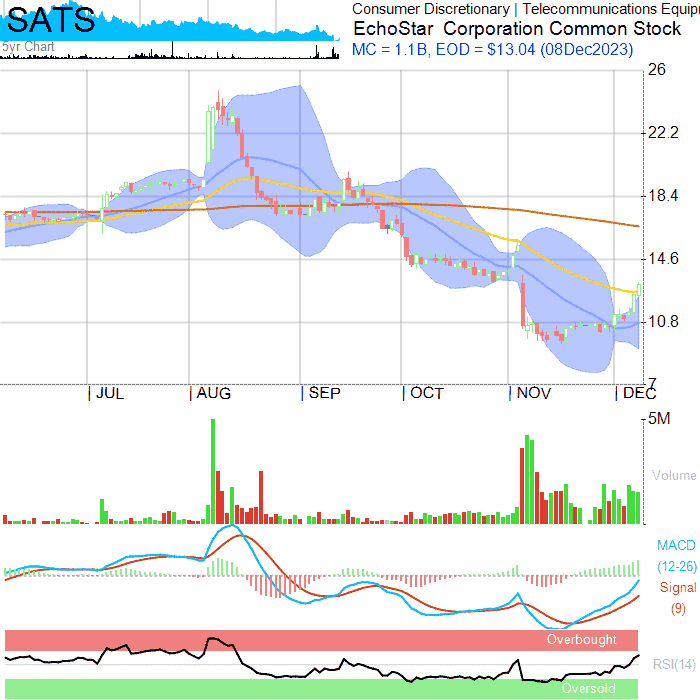 SATS
5yr Chart
Consumer Discretionary | Telecommunications Equip
EchoStar Corporation Common Stock
MC = 1.1B, EOD = $13.04 (08Dec2023)
26
22.2
18.4
14.6
10.8
7
JUL AUG SEP OCT NOV DEC
5M
Volume
MACD
(12-26)
Signal
(9)
Overbought
RSI(14)
Oversold